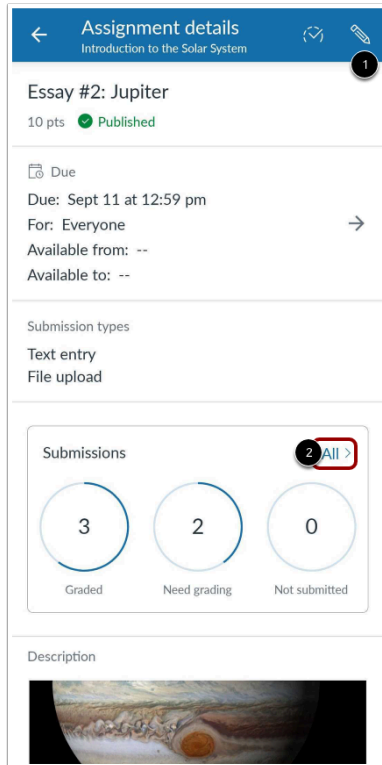 Assignment details
Introduction to the Solar System
1
Essay #2: Jupiter
10 pts Published
Due
Due: Sept 11 at 12:59 pm
For: Everyone
Available from: --
Available to: --
Submission types
Text entry
File upload
Submissions
2 All >
3 2 0
Graded Need grading Not submitted
Description